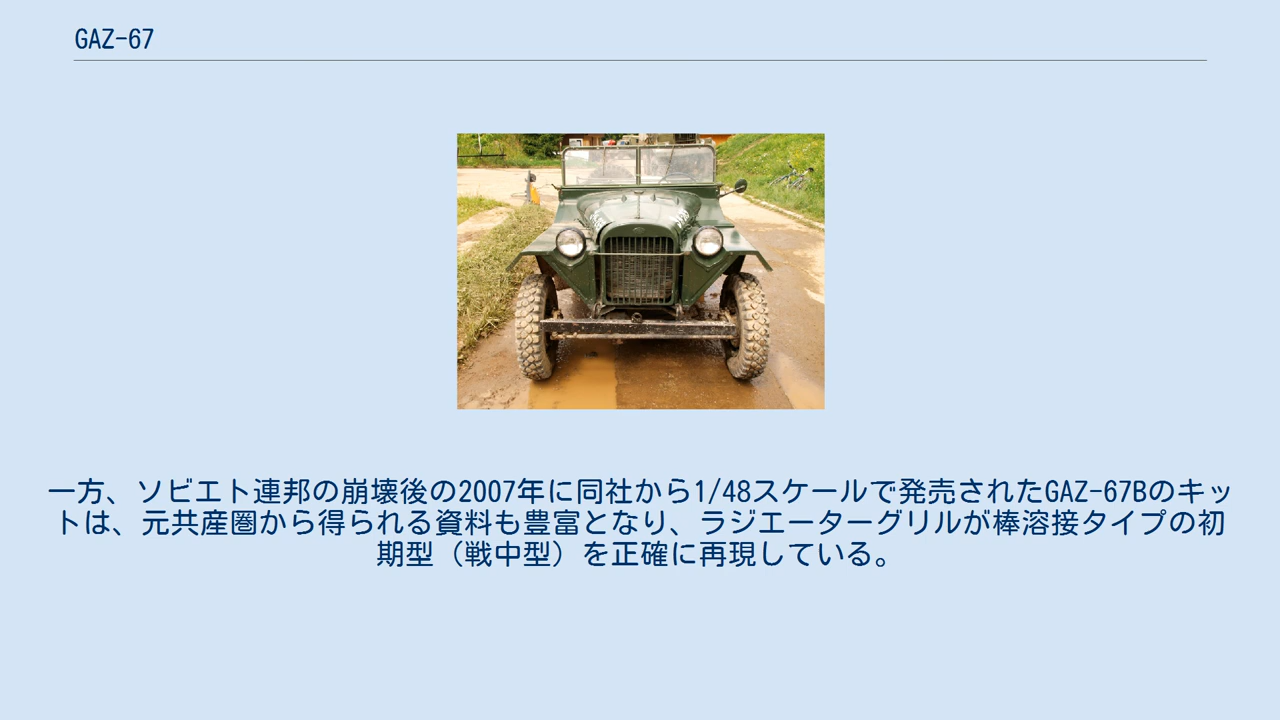 GAZ-67
一方、ソビエト連邦の崩壊後の2007年に同社から1/48スケールで発売されたGAZ-67Bのキッ
トは、元共産圏から得られる資料も豊富となり、ラジエーターグリルが棒溶接タイプの初
期型（戦中型）を正確に再現している。